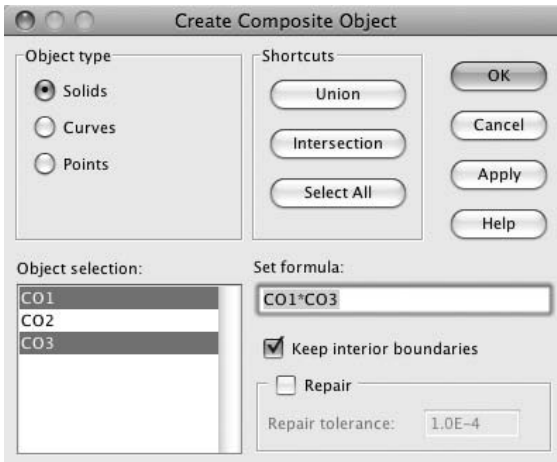 Create Composite Object
Object type
Solids
Curves
Points
Shortcuts
Union
Intersection
Select All
OK
Cancel
Apply
Help
Object selection:
CO1
CO2
CO3
Set formula:
CO1*CO3
Keep interior boundaries
Repair
Repair tolerance:
1.0E-4